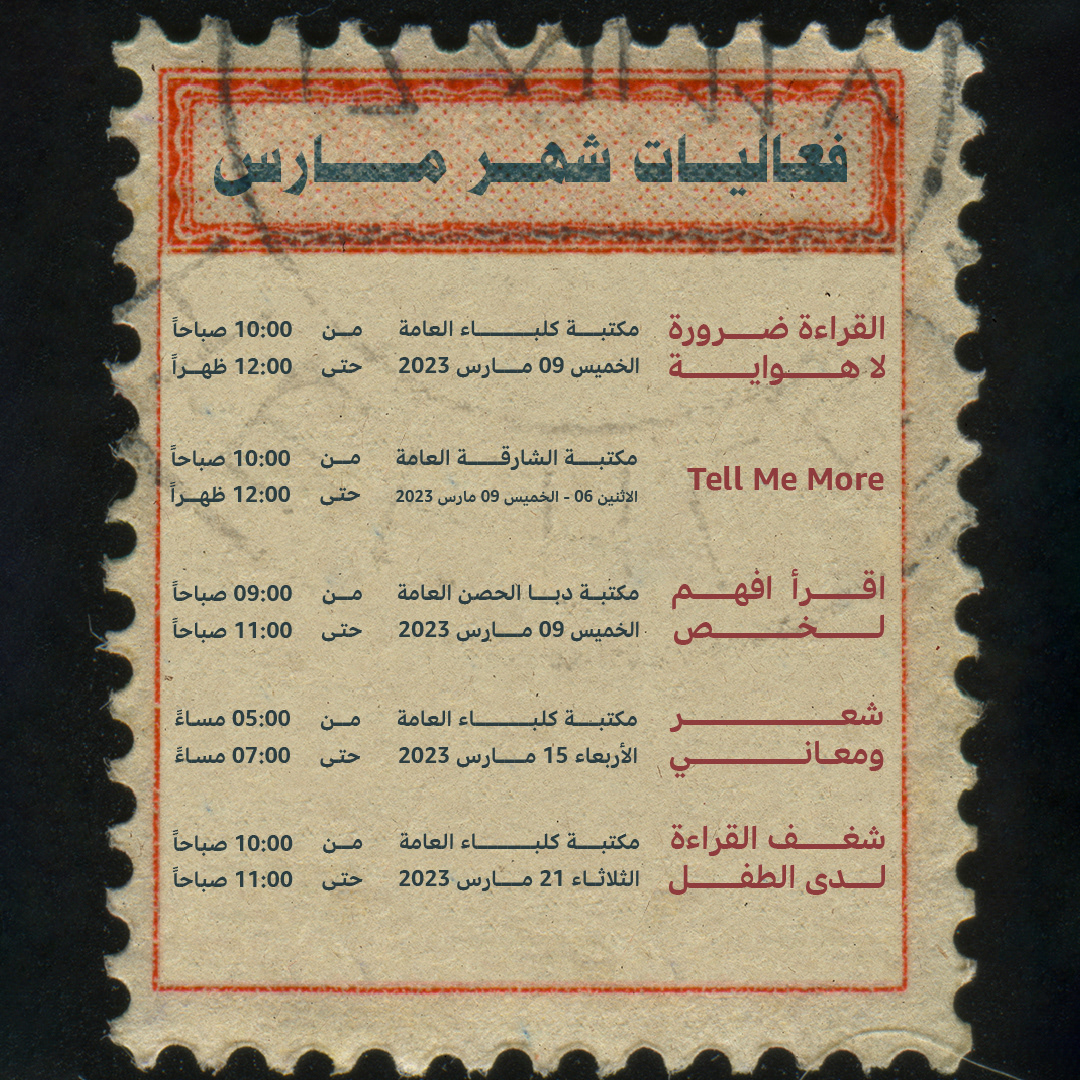 فعاليات شهر مارس
القراءة ضرورة
لا هواية
مكتبة كلباء العامة
الخميس 09 مارس 2023
من 10:00 صباحاً
حتى 12:00 ظهراً
Tell Me More
مكتبة الشارقة العامة
الاثنين 06 - الخميس 09 مارس 2023
من 10:00 صباحاً
حتى 12:00 ظهراً
اقرأ افهم
لخص
مكتبة دبا الحصن العامة
الخميس 09 مارس 2023
من 09:00 صباحاً
حتى 11:00 صباحاً
شعر
ومعاني
مكتبة كلباء العامة
الأربعاء 15 مارس 2023
من 05:00 مساءً
حتى 07:00 مساءً
شغف القراءة
لدى الطفل
مكتبة كلباء العامة
الثلاثاء 21 مارس 2023
من 10:00 صباحاً
حتى 11:00 صباحاً